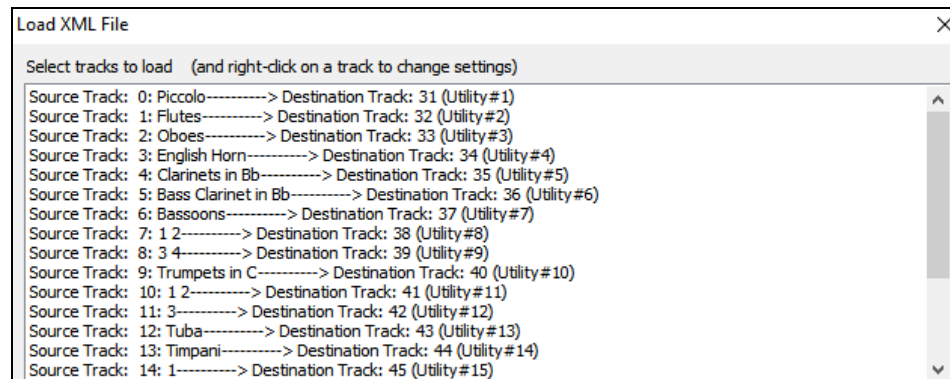 Load XML File
Select tracks to load (and right-click on a track to change settings)
Source Track: 0: Piccolo----------> Destination Track: 31 (Utility#1)
Source Track: 1: Flutes----------> Destination Track: 32 (Utility#2)
Source Track: 2: Oboes----------> Destination Track: 33 (Utility#3)
Source Track: 3: English Horn----------> Destination Track: 34 (Utility#4)
Source Track: 4: Clarinets in Bb----------> Destination Track: 35 (Utility#5)
Source Track: 5: Bass Clarinet in Bb----------> Destination Track: 36 (Utility#6)
Source Track: 6: Bassoons----------> Destination Track: 37 (Utility#7)
Source Track: 7: 1 2----------> Destination Track: 38 (Utility#8)
Source Track: 8: 3 4----------> Destination Track: 39 (Utility#9)
Source Track: 9: Trumpets in C----------> Destination Track: 40 (Utility#10)
Source Track: 10: 1 2----------> Destination Track: 41 (Utility#11)
Source Track: 11: 3----------> Destination Track: 42 (Utility#12)
Source Track: 12: Tuba----------> Destination Track: 43 (Utility#13)
Source Track: 13: Timpani----------> Destination Track: 44 (Utility#14)
Source Track: 14: 1----------> Destination Track: 45 (Utility#15)